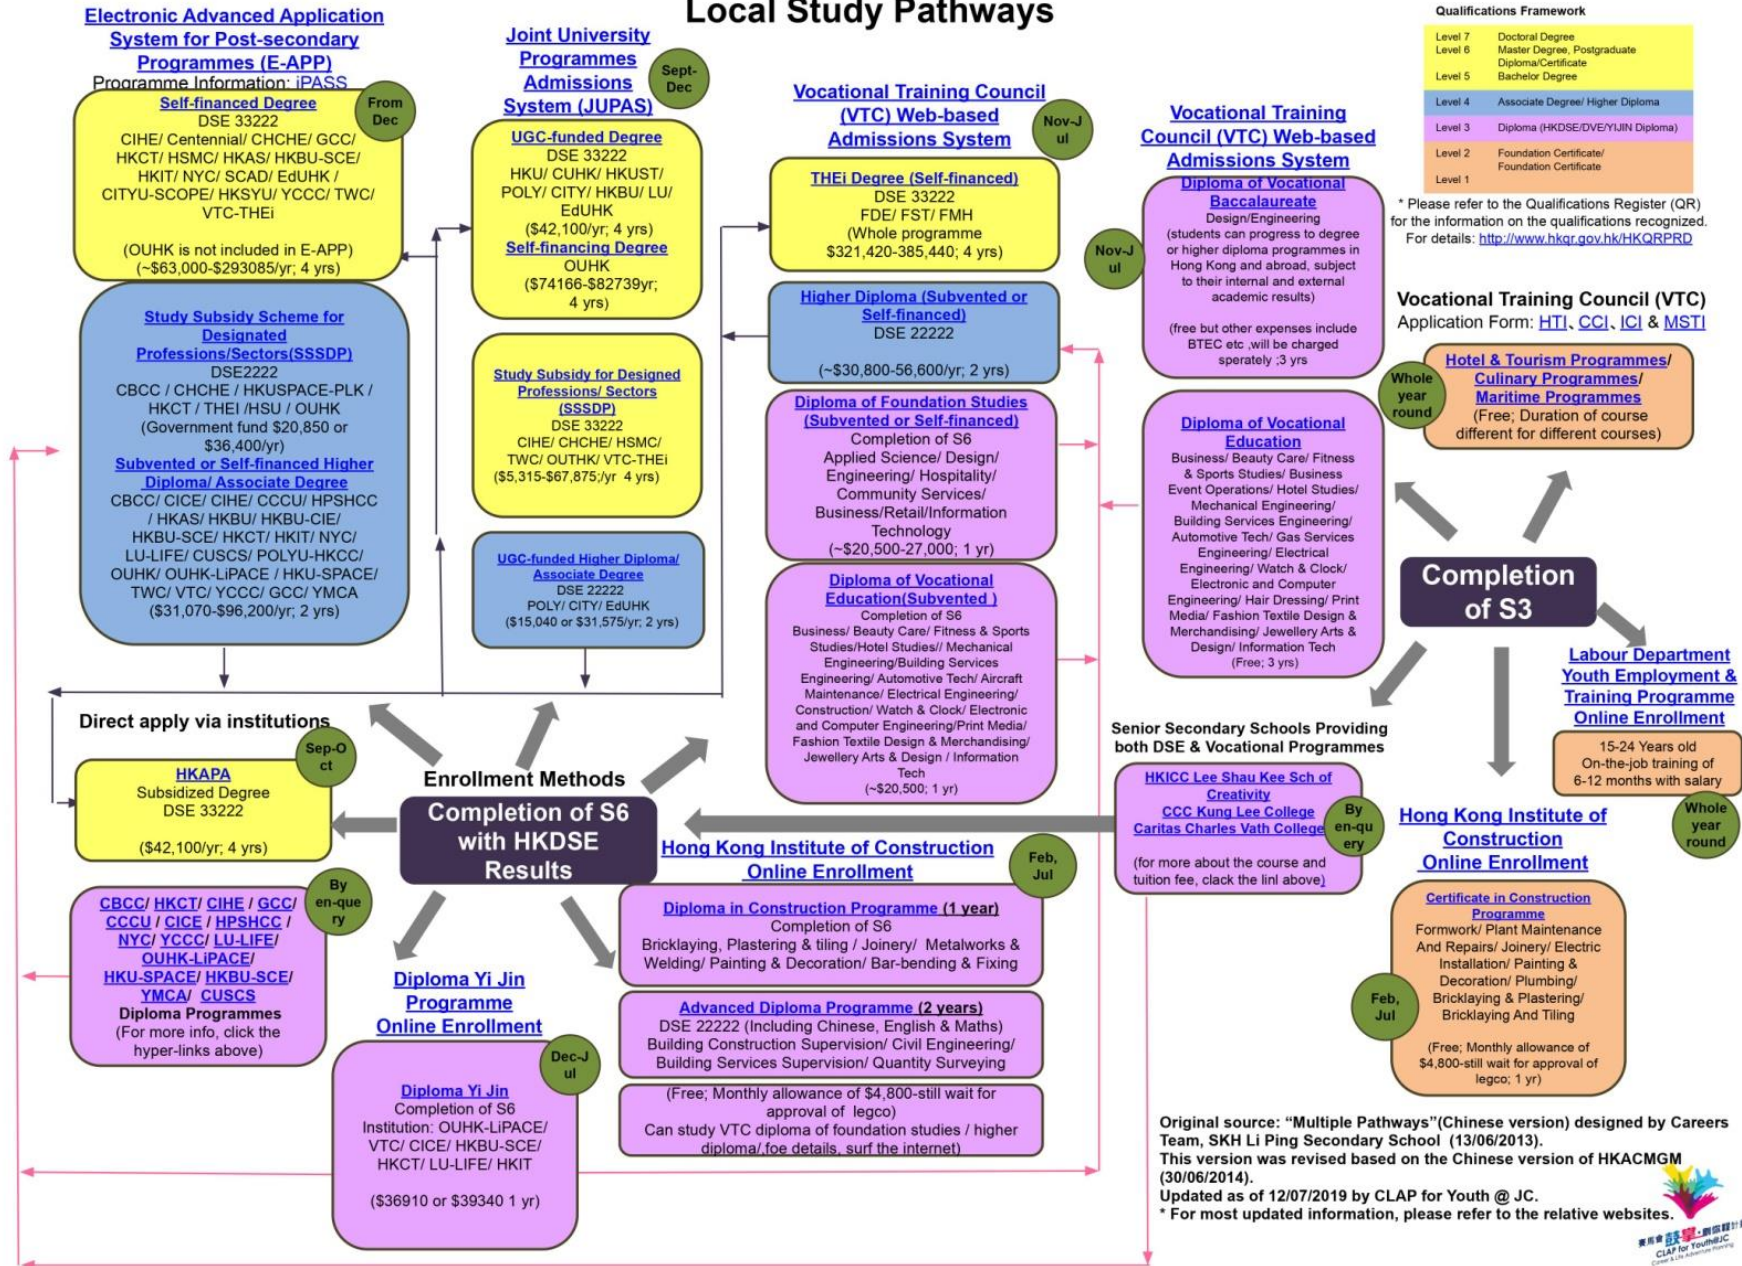 Local Study Pathways
Electronic Advanced Application
System for Post-secondary
Programmes (E-APP)
Programme Information: iPASS
From
Dec
Self-financed Degree
DSE 33222
CIHE/ Centennial/ CHCHE/ GCC/
HKCT/ HSMC/ HKAS/ HKBU-SCE/
HKIT/ NYC/ SCAD/ EdUHK /
CITYU-SCOPE/ HKSYU/ YCCC/ TWC/
VTC-THEi
(OUHK is not included in E-APP)
(~$63,000-$293085/yr; 4 yrs)
Study Subsidy Scheme for
Designated
Professions/Sectors(SSSDP)
DSE2222
CBCC / CHCHE / HKUSPACE-PLK /
HKCT / THEI /HSU / OUHK
(Government fund $20,850 or
$36,400/yr)
Subvented or Self-financed Higher
Diploma/ Associate Degree
CBCC/ CICE/ CIHE/ CCCU/ HPSHCC
/ HKAS/ HKBU/ HKBU-CIE/
HKBU-SCE/ HKCT/ HKIT/ NYC/
LU-LIFE/ CUSCS/ POLYU-HKCC/
OUHK/ OUHK-LiPACE / HKU-SPACE/
TWC/ VTC/ YCCC/ GCC/ YMCA
($31,070-$96,200/yr; 2 yrs)
Joint University
Programmes
Admissions
System (JUPAS)
Sept-
Dec
UGC-funded Degree
DSE 33222
HKU/ CUHK/ HKUST/
POLY/ CITY/ HKBU/ LU/
EdUHK
($42,100/yr; 4 yrs)
Self-financing Degree
OUHK
($74166-$82739yr;
4 yrs)
Study Subsidy for Designed
Professions/ Sectors
(SSSDP)
DSE 33222
CIHE/ CHCHE/ HSMC/
TWC/ OUTHK/ VTC-THEi
($5,315-$67,875;/yr 4 yrs)
UGC-funded Higher Diploma/
Associate Degree
DSE 22222
POLY/ CITY/ EdUHK
($15,040 or $31,575/yr; 2 yrs)
Vocational Training Council
(VTC) Web-based
Admissions System
Nov-J
ul
THEi Degree (Self-financed)
DSE 33222
FDE/ FST/ FMH
(Whole programme
$321,420-385,440; 4 yrs)
Higher Diploma (Subvented or
Self-financed)
DSE 22222
(~$30,800-56,600/yr; 2 yrs)
Diploma of Foundation Studies
(Subvented or Self-financed)
Completion of S6
Applied Science/ Design/
Engineering/ Hospitality/
Community Services/
Business/Retail/Information
Technology
(~$20,500-27,000; 1 yr)
Diploma of Vocational
Education(Subvented )
Completion of S6
Business/ Beauty Care/ Fitness & Sports
Studies/Hotel Studies// Mechanical
Engineering/Building Services
Engineering/ Automotive Tech/ Aircraft
Maintenance/ Electrical Engineering/
Construction/ Watch & Clock/ Electronic
and Computer Engineering/Print Media/
Fashion Textile Design & Merchandising/
Jewellery Arts & Design / Information
Tech
(~$20,500; 1 yr)
Vocational Training
Council (VTC) Web-based
Admissions System
Nov-J
ul
Diploma of Vocational
Baccalaureate
Design/Engineering
(students can progress to degree
or higher diploma programmes in
Hong Kong and abroad, subject
to their internal and external
academic results)
(free but other expenses include
BTEC etc ,will be charged
sperately ;3 yrs
Diploma of Vocational
Education
Business/ Beauty Care/ Fitness
& Sports Studies/ Business
Event Operations/ Hotel Studies/
Mechanical Engineering/
Building Services Engineering/
Automotive Tech/ Gas Services
Engineering/ Electrical
Engineering/ Watch & Clock/
Electronic and Computer
Engineering/ Hair Dressing/ Print
Media/ Fashion Textile Design &
Merchandising/ Jewellery Arts &
Design/ Information Tech
(Free; 3 yrs)
Qualifications Framework
Level 7 Doctoral Degree
Level 6 Master Degree, Postgraduate
Diploma/Certificate
Level 5 Bachelor Degree
Level 4 Associate Degree/ Higher Diploma
Level 3 Diploma (HKDSE/DVE/YIJIN Diploma)
Level 2 Foundation Certificate/
Foundation Certificate
Level 1
* Please refer to the Qualifications Register (QR)
for the information on the qualifications recognized.
For details: http://www.hkqr.gov.hk/HKQRPRD
Vocational Training Council (VTC)
Application Form: HTI、CCI、ICI & MSTI
Whole
year
round
Hotel & Tourism Programmes/
Culinary Programmes/
Maritime Programmes
(Free; Duration of course
different for different courses)
Completion
of S3
Labour Department
Youth Employment &
Training Programme
Online Enrollment
15-24 Years old
On-the-job training of
6-12 months with salary
Whole
year
round
Senior Secondary Schools Providing
both DSE & Vocational Programmes
HKICC Lee Shau Kee Sch of
Creativity
CCC Kung Lee College
Caritas Charles Vath College
(for more about the course and
tuition fee, clack the linl above)
By
en-qu
ery
Hong Kong Institute of
Construction
Online Enrollment
Certificate in Construction
Programme
Formwork/ Plant Maintenance
And Repairs/ Joinery/ Electric
Installation/ Painting &
Decoration/ Plumbing/
Bricklaying & Plastering/
Bricklaying And Tiling
(Free; Monthly allowance of
$4,800-still wait for approval of
legco; 1 yr)
Feb,
Jul
Direct apply via institutions
Sep-O
ct
HKAPA
Subsidized Degree
DSE 33222
($42,100/yr; 4 yrs)
By
en-que
ry
CBCC/ HKCT/ CIHE / GCC/
CCCU / CICE / HPSHCC /
NYC/ YCCC/ LU-LIFE/
OUHK-LiPACE/
HKU-SPACE/ HKBU-SCE/
YMCA/ CUSCS
Diploma Programmes
(For more info, click the
hyper-links above)
Enrollment Methods
Completion of S6
with HKDSE
Results
Diploma Yi Jin
Programme
Online Enrollment
Dec-J
ul
Diploma Yi Jin
Completion of S6
Institution: OUHK-LiPACE/
VTC/ CICE/ HKBU-SCE/
HKCT/ LU-LIFE/ HKIT
($36910 or $39340 1 yr)
Hong Kong Institute of Construction
Online Enrollment
Feb,
Jul
Diploma in Construction Programme (1 year)
Completion of S6
Bricklaying, Plastering & tiling / Joinery/ Metalworks &
Welding/ Painting & Decoration/ Bar-bending & Fixing
Advanced Diploma Programme (2 years)
DSE 22222 (Including Chinese, English & Maths)
Building Construction Supervision/ Civil Engineering/
Building Services Supervision/ Quantity Surveying
(Free; Monthly allowance of $4,800-still wait for
approval of legco)
Can study VTC diploma of foundation studies / higher
diploma/,foe details, surf the internet)
Original source: “Multiple Pathways”(Chinese version) designed by Careers
Team, SKH Li Ping Secondary School (13/06/2013).
This version was revised based on the Chinese version of HKACMGM
(30/06/2014).
Updated as of 12/07/2019 by CLAP for Youth @ JC.
* For most updated information, please refer to the relative websites.
CLAP for Youth@JC